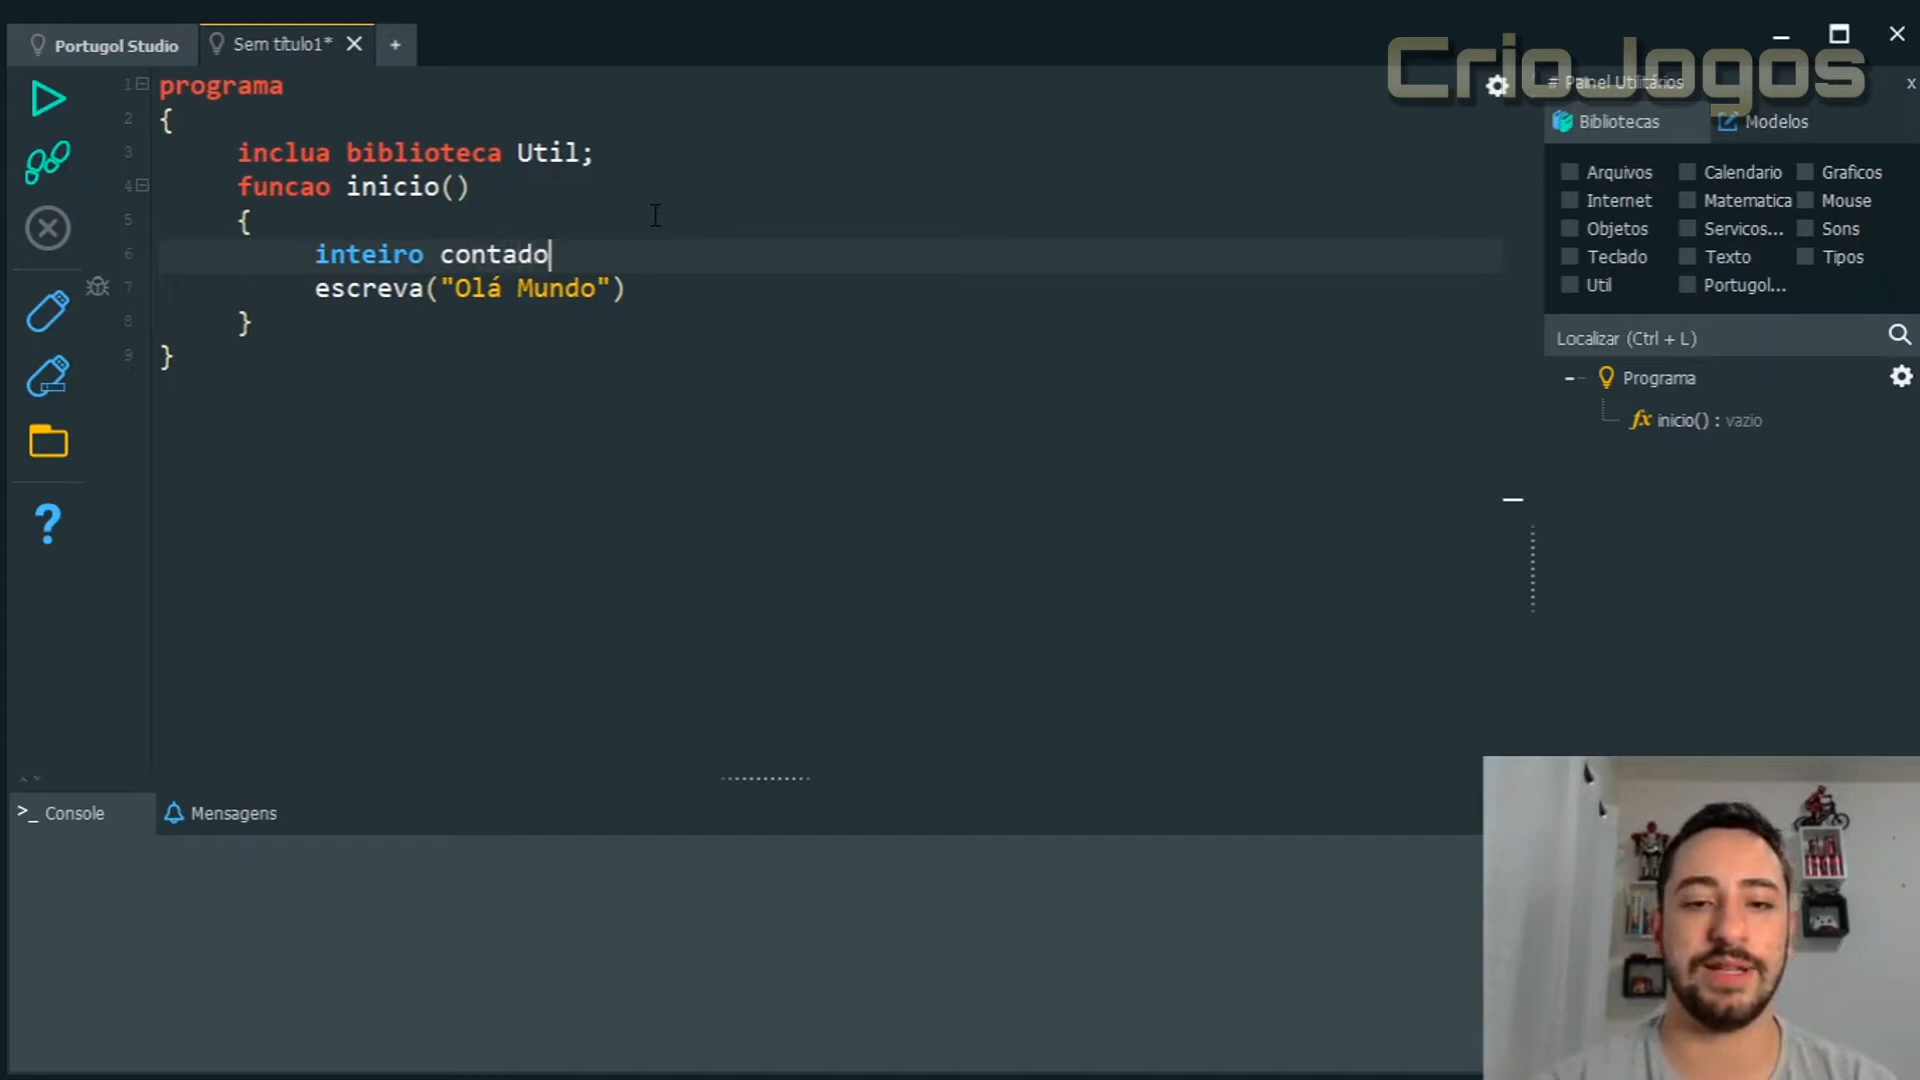 Portugol Studio
Sem título1*
CrioJogos
# Painel Utilitários
x
Bibliotecas
Modelos
1 programa
2 {
3 inclua biblioteca Util;
4 funcao inicio()
5 {
6 inteiro contado
7 escreva("Olá Mundo")
8 }
9 }
Arquivos Calendario Graficos
Internet Matematica Mouse
Objetos Servicos... Sons
Teclado Texto Tipos
Util Portugol...
Localizar (Ctrl + L)
Programa
fx inicio() : vazio
>_ Console
Mensagens